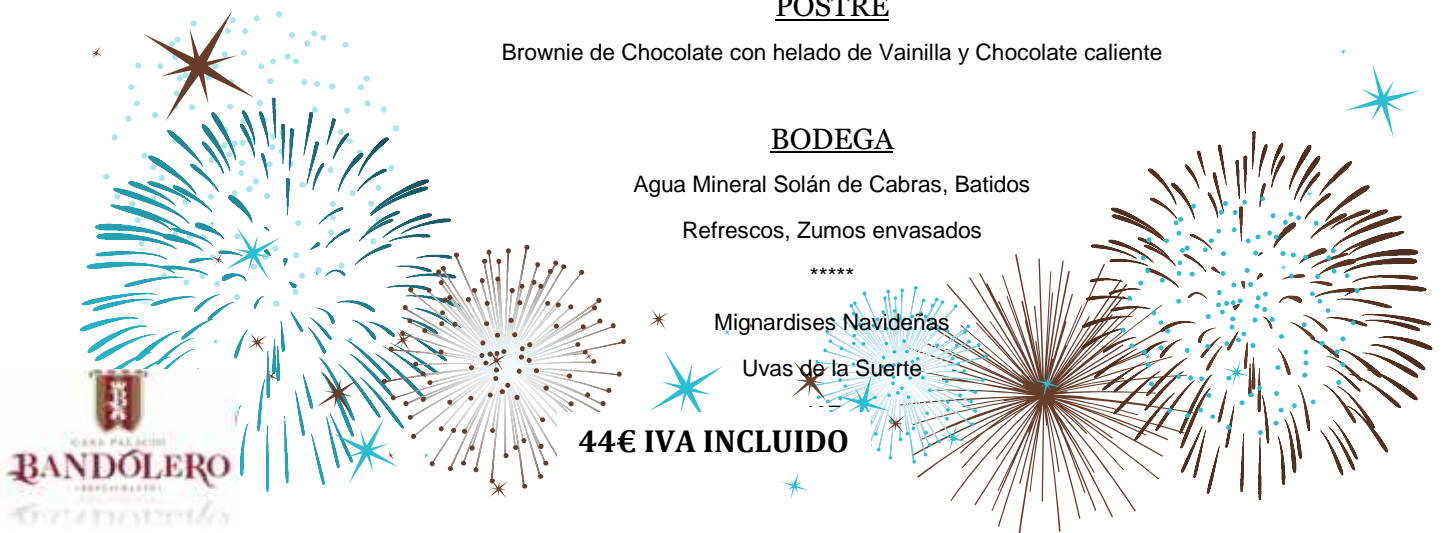 POSTRE
Brownie de Chocolate con helado de Vainilla y Chocolate caliente
BODEGA
Agua Mineral Solán de Cabras, Batidos
Refrescos, Zumos envasados
*****
Mignardises Navideñas
Uvas de la Suerte
44€ IVA INCLUIDO
CASA PALACIO
BANDOLERO